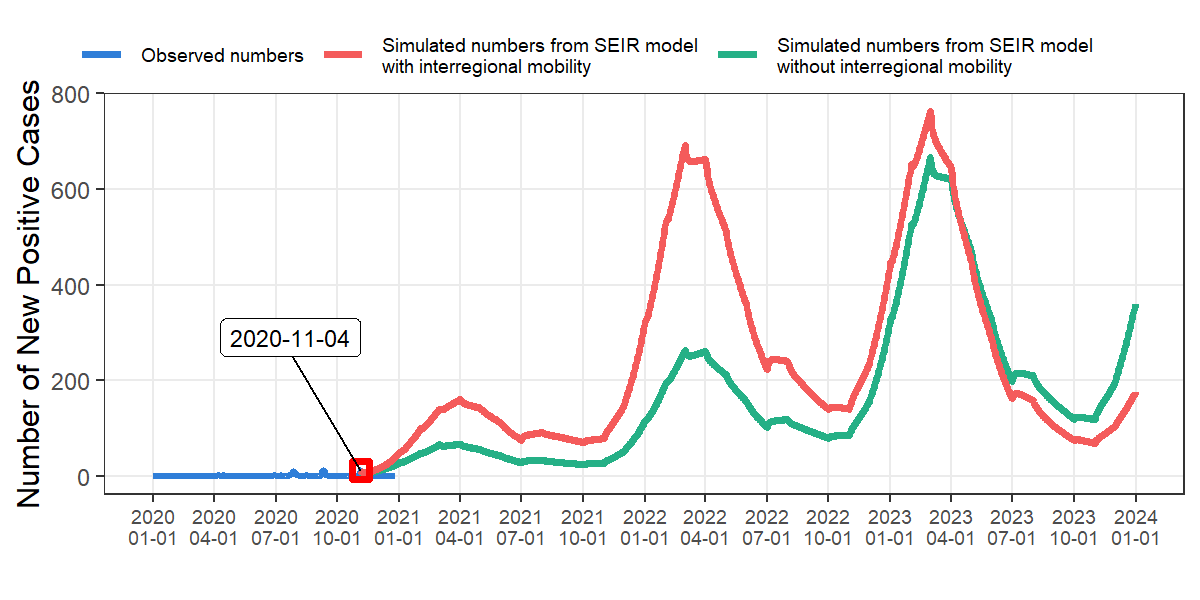 Observed numbers
Simulated numbers from SEIR model
with interregional mobility
Simulated numbers from SEIR model
without interregional mobility
Number of New Positive Cases
800
600
400
200
0
2020-11-04
2020 2020 2020 2020 2021 2021 2021 2021 2022 2022 2022 2022 2023 2023 2023 2023 2024
01-01 04-01 07-01 10-01 01-01 04-01 07-01 10-01 01-01 04-01 07-01 10-01 01-01 04-01 07-01 10-01 01-01